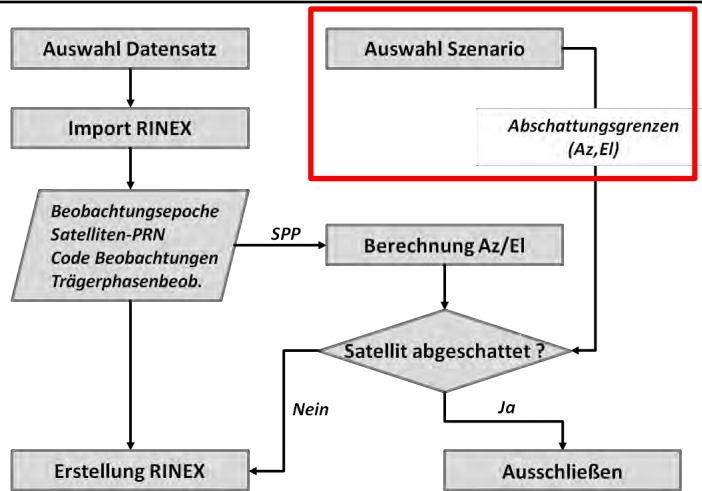 Auswahl Datensatz
Auswahl Szenario
Import RINEX
Abschattungsgrenzen
(Az,El)
Beobachtungsepoche
Satelliten-PRN
Code Beobachtungen
Trägerphasenbeob.
SPP
Berechnung Az/El
Satellit abgeschattet ?
Nein
Ja
Erstellung RINEX
Ausschließen